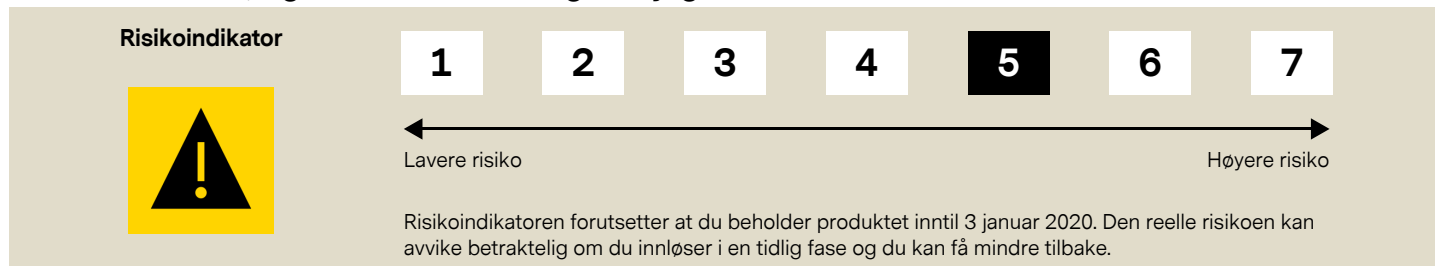 Risikoindikator
1 2 3 4 5 6 7
Lavere risiko Høyere risiko
Risikoindikatoren forutsetter at du beholder produktet inntil 3 januar 2020. Den reelle risikoen kan
avvike betraktelig om du innløser i en tidlig fase og du kan få mindre tilbake.